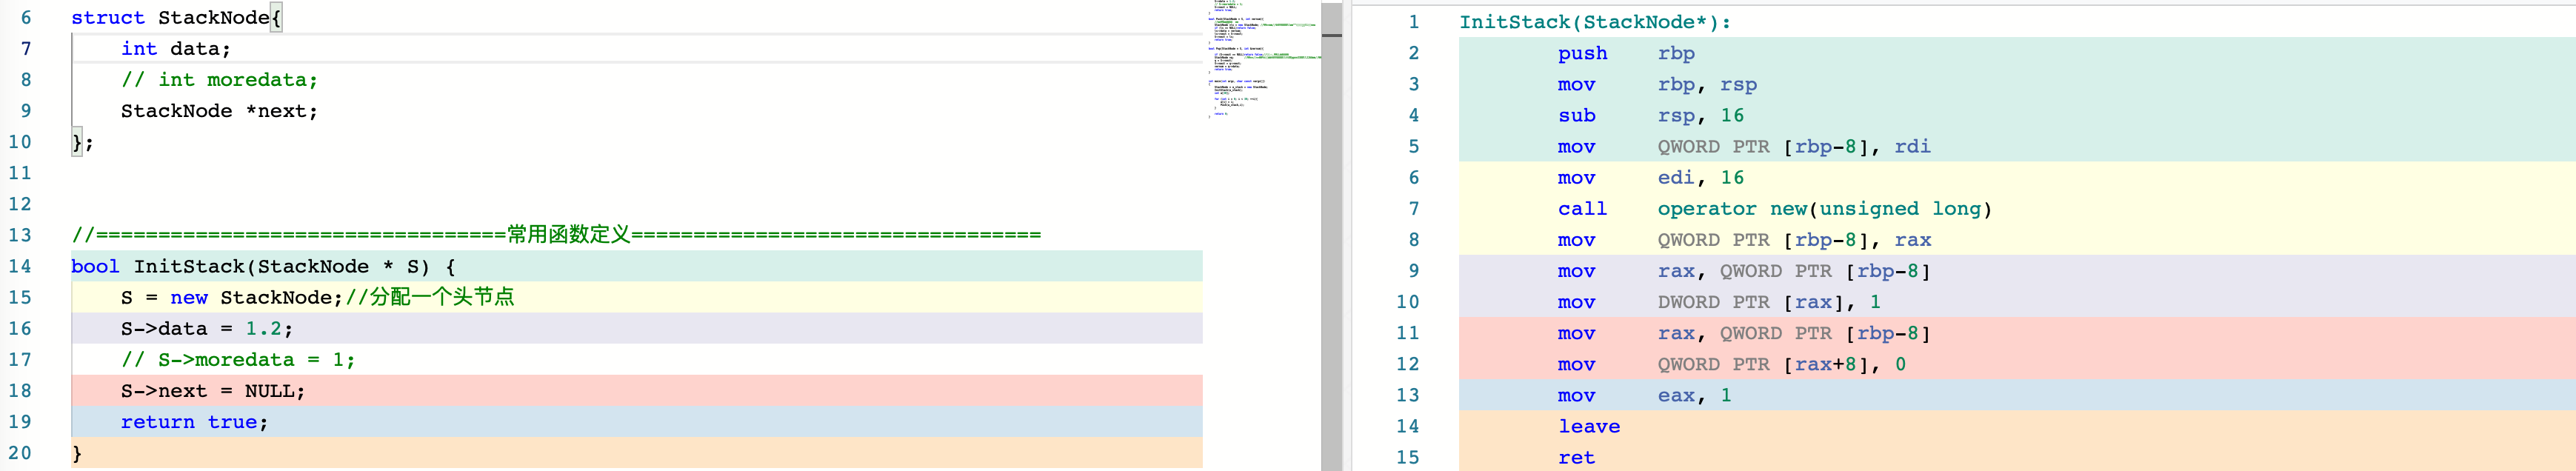 6 struct StackNode{
7 int data;
8 // int moredata;
9 StackNode *next;
10 };
11
12
13 //=================================常用函数定义=================================
14 bool InitStack(StackNode * S) {
15 S = new StackNode;//分配一个头节点
16 S->data = 1.2;
17 // S->moredata = 1;
18 S->next = NULL;
19 return true;
20 }
1 InitStack(StackNode*):
2 push rbp
3 mov rbp, rsp
4 sub rsp, 16
5 mov QWORD PTR [rbp-8], rdi
6 mov edi, 16
7 call operator new(unsigned long)
8 mov QWORD PTR [rbp-8], rax
9 mov rax, QWORD PTR [rbp-8]
10 mov DWORD PTR [rax], 1
11 mov rax, QWORD PTR [rbp-8]
12 mov QWORD PTR [rax+8], 0
13 mov eax, 1
14 leave
15 ret